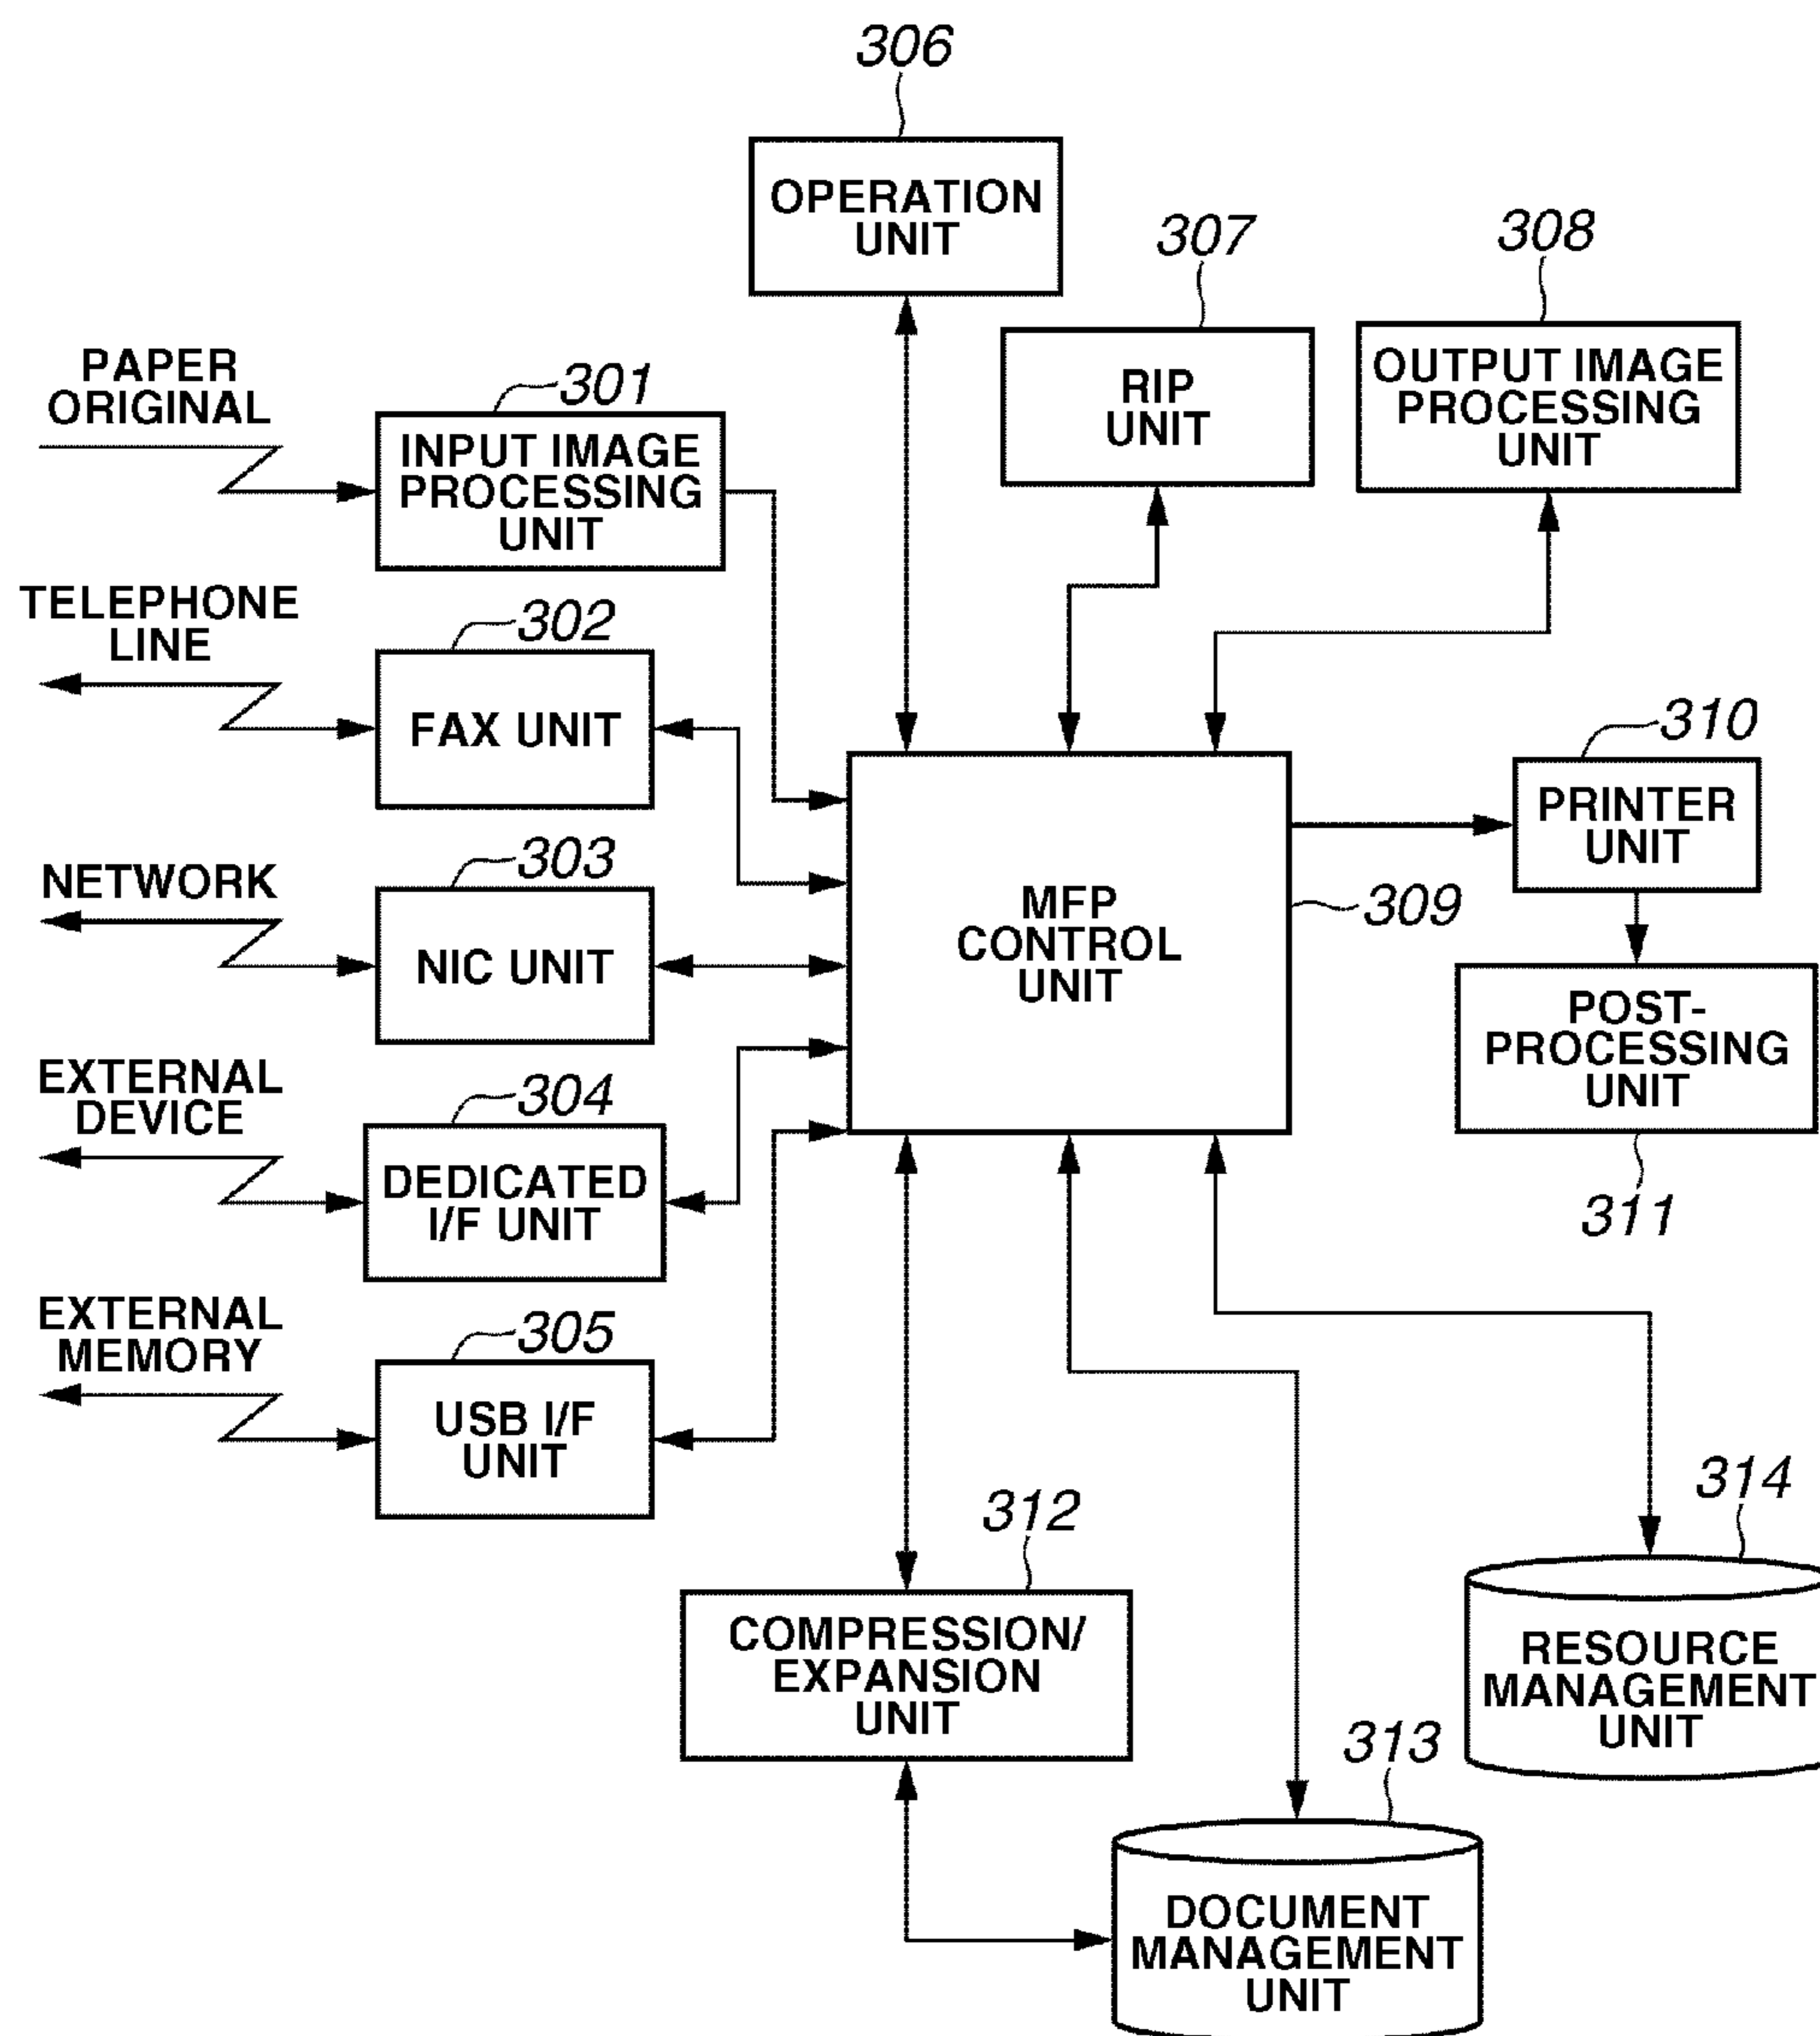 306
OPERATION
UNIT
307
RIP
UNIT
308
OUTPUT IMAGE
PROCESSING
UNIT
PAPER
ORIGINAL
301
INPUT IMAGE
PROCESSING
UNIT
TELEPHONE
LINE
302
FAX UNIT
NETWORK
303
NIC UNIT
EXTERNAL
DEVICE
304
DEDICATED
I/F UNIT
EXTERNAL
MEMORY
305
USB I/F
UNIT
MFP
CONTROL
UNIT
309
310
PRINTER
UNIT
POST-
PROCESSING
UNIT
311
312
COMPRESSION/
EXPANSION
UNIT
313
DOCUMENT
MANAGEMENT
UNIT
314
RESOURCE
MANAGEMENT
UNIT